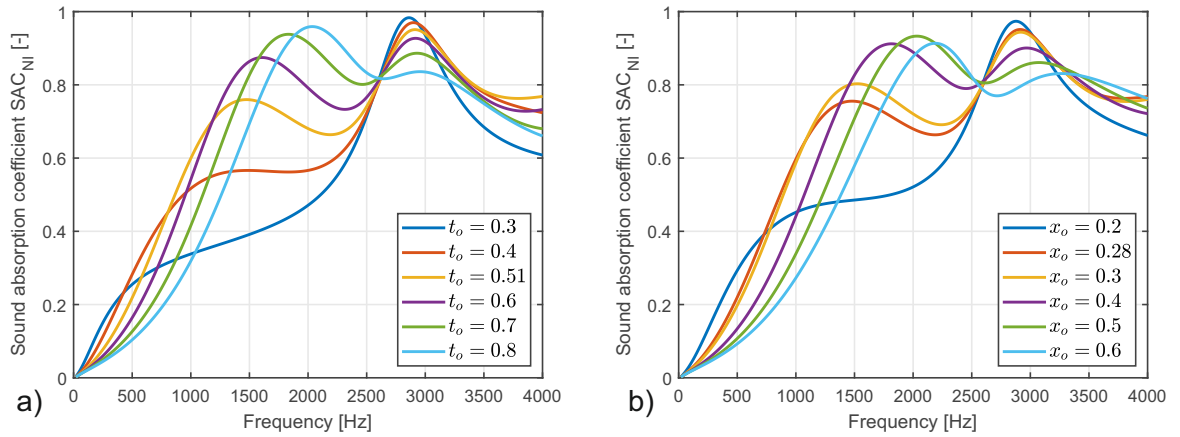 1
0.8
0.6
0.4
0.2
0
Sound absorption coefficient SAC_NI [-]
t_o = 0.3
t_o = 0.4
t_o = 0.51
t_o = 0.6
t_o = 0.7
t_o = 0.8
0 500 1000 1500 2000 2500 3000 3500 4000
Frequency [Hz]
a)
1
0.8
0.6
0.4
0.2
0
Sound absorption coefficient SAC_NI [-]
x_o = 0.2
x_o = 0.28
x_o = 0.3
x_o = 0.4
x_o = 0.5
x_o = 0.6
0 500 1000 1500 2000 2500 3000 3500 4000
Frequency [Hz]
b)